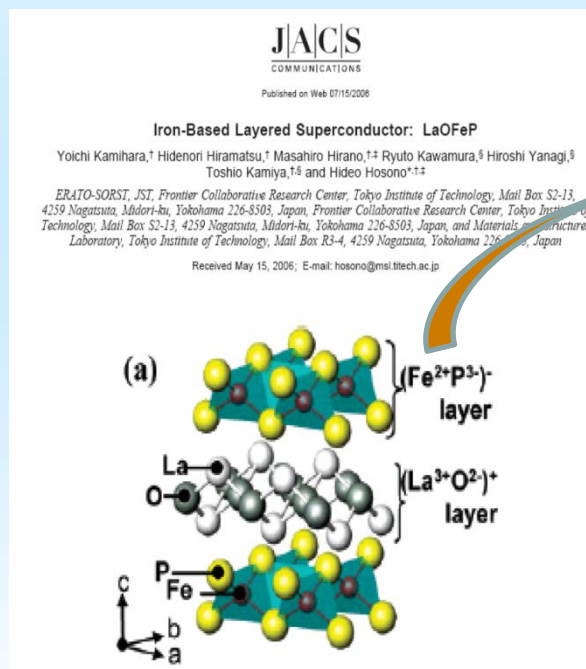 J|A|C|S
COMMUNICATIONS
Published on Web 07/15/2006
Iron-Based Layered Superconductor: LaOFeP
Yoichi Kamihara,† Hidenori Hiramatsu,† Masahiro Hirano,†,‡ Ryuto Kawamura,§ Hiroshi Yanagi,§
Toshio Kamiya,†,§ and Hideo Hosono*,†,‡
ERATO-SORST, JST, Frontier Collaborative Research Center, Tokyo Institute of Technology, Mail Box S2-13,
4259 Nagatsuta, Midori-ku, Yokohama 226-8503, Japan, Frontier Collaborative Research Center, Tokyo Institute of
Technology, Mail Box S2-13, 4259 Nagatsuta, Midori-ku, Yokohama 226-8503, Japan, and Materials
Laboratory, Tokyo Institute of Technology, Mail Box R3-4, 4259 Nagatsuta, Yokohama Japan
Received May 15, 2006; E-mail: hosono@msl.titech.ac.jp
(a)
(Fe²⁺P³⁻)⁻
layer
La
O
(La³⁺O²⁻)⁺
layer
P
Fe
c
b
a